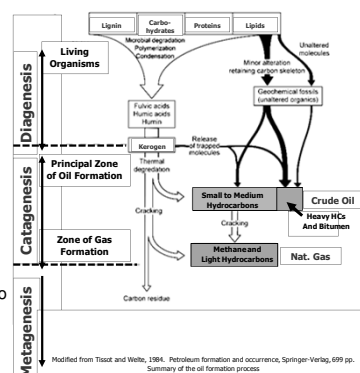 Lignin
Carbo-
hydrates
Proteins
Lipids
Microbial degradation
Polymerization
Condensation
Unaltered
molecules
Minor alteration
retaining carbon skeleton
Living
Organisms
Diagenesis
Fulvic acids
Humic acids
Humin
Geochemical fossils
(unaltered organics)
Kerogen
Release
of trapped
molecules
Thermal
degradation
Principal Zone
of Oil Formation
Catagenesis
Small to Medium
Hydrocarbons
Crude Oil
Heavy HCs
And Bitumen
Cracking
Cracking
Zone of Gas
Formation
Methane and
Light Hydrocarbons
Nat. Gas
Metagenesis
Carbon residue
Modified from Tissot and Welte, 1984. Petroleum formation and occurrence, Springer-Verlag, 699 pp.
Summary of the oil formation process